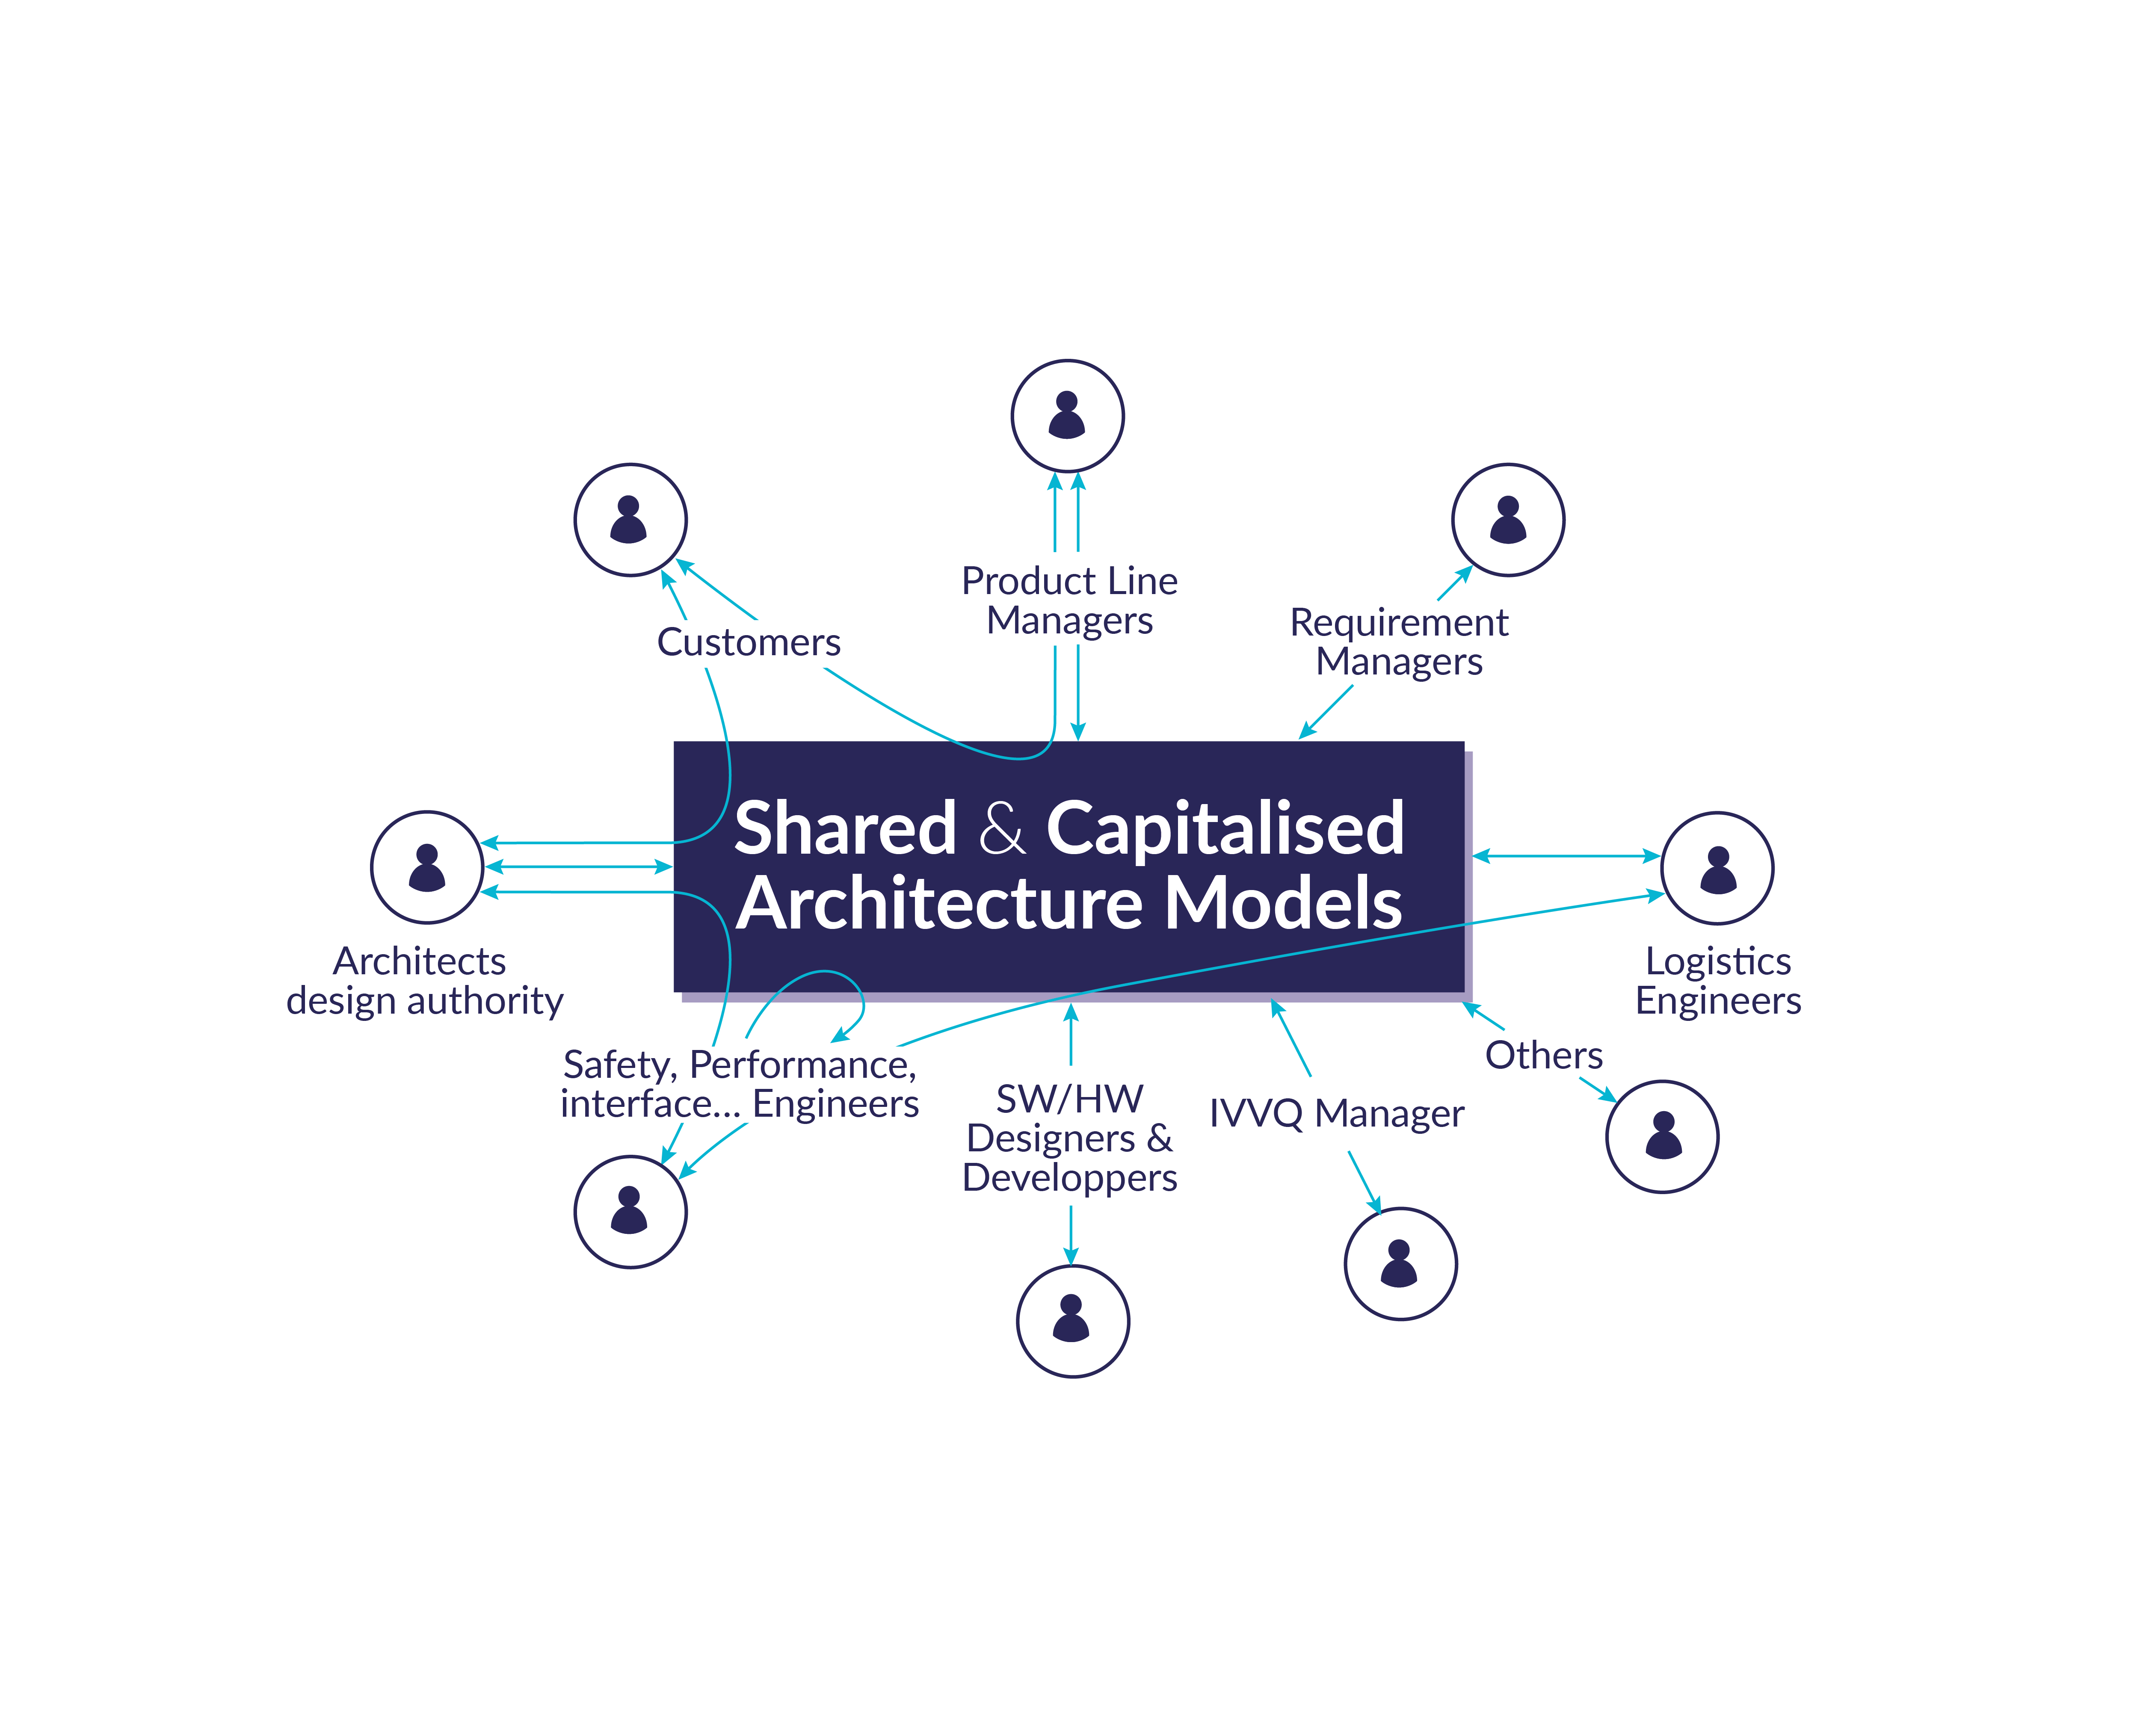 Product Line
Managers
Customers
Requirement
Managers
Shared & Capitalised
Architecture Models
Architects
design authority
Logistics
Engineers
Safety, Performance,
interface... Engineers
SW/HW
Designers &
Developpers
IVVQ Manager
Others